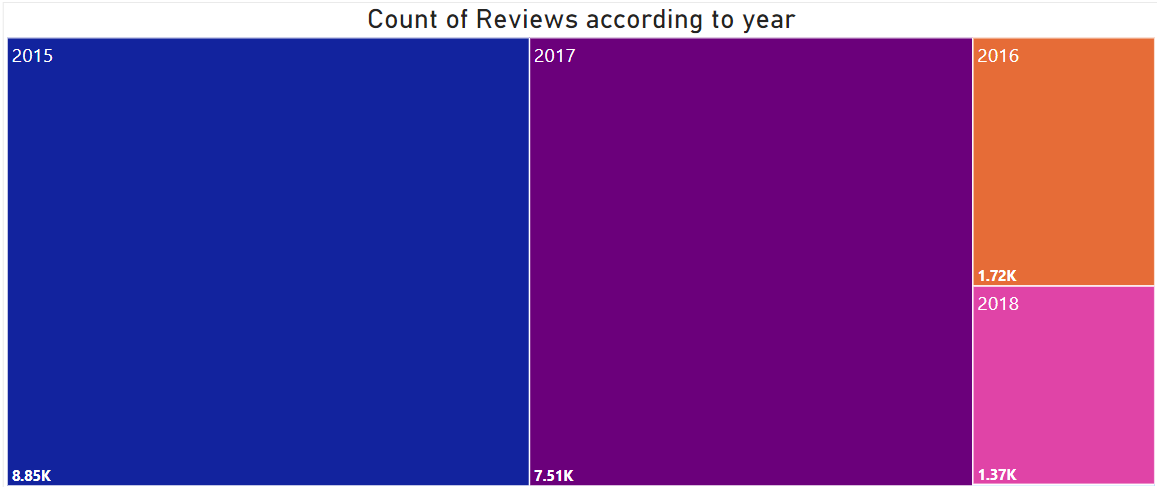 Count of Reviews according to year
2015
8.85K
2017
7.51K
2016
1.72K
2018
1.37K